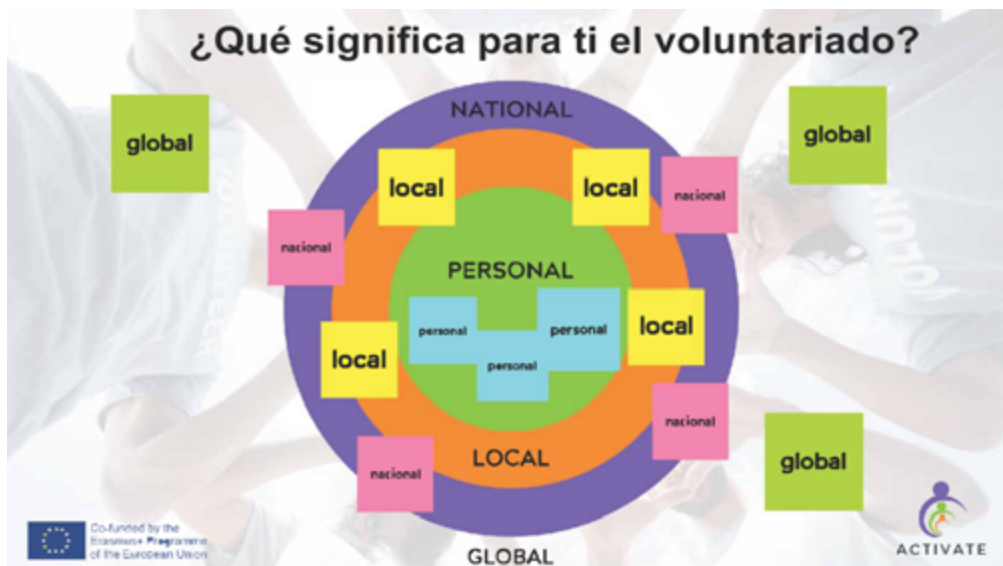 ¿Qué significa para ti el voluntariado?
NATIONAL
global
global
local
local
nacional
nacional
PERSONAL
personal
personal
local
local
personal
nacional
LOCAL
global
nacional
Co-funded by the
Erasmus+ Programme
of the European Union
GLOBAL
ACTIVATE